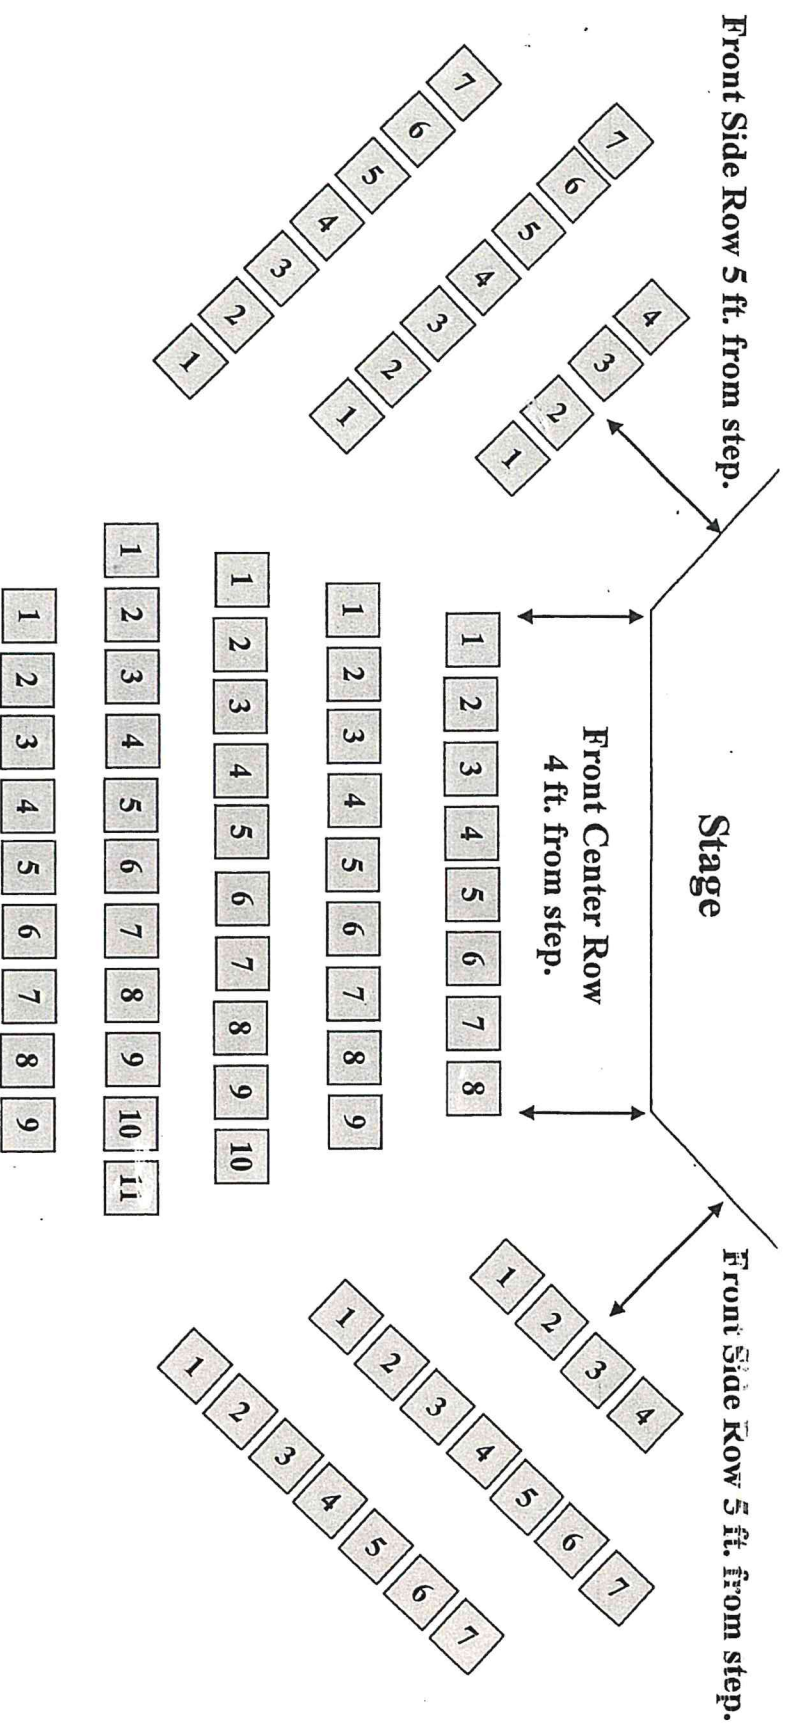 Front Side Row 5 ft. from step.
Stage
Front Side Row 5 ft. from step.
Front Center Row
4 ft. from step.
4 3 2 1
7 6 5 4 3 2 1
7 6 5 4 3 2 1
1 2 3 4 5 6 7 8
1 2 3 4 5 6 7 8 9
1 2 3 4 5 6 7 8 9 10
1 2 3 4 5 6 7 8 9 10 11
1 2 3 4 5 6 7 8 9
1 2 3 4
1 2 3 4 5 6 7
1 2 3 4 5 6 7